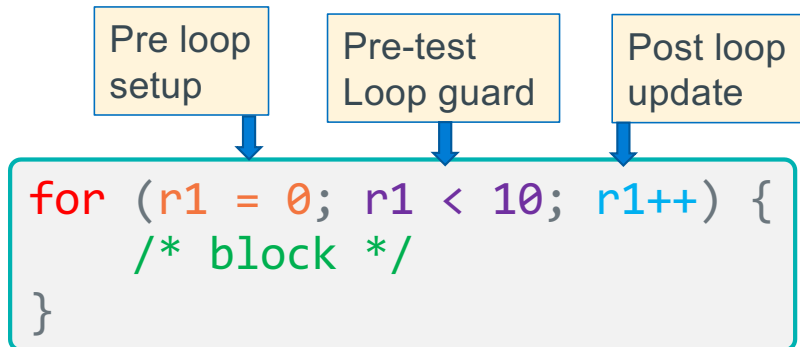 Pre loop
setup
Pre-test
Loop guard
Post loop
update
for (r1 = 0; r1 < 10; r1++) {
/* block */
}